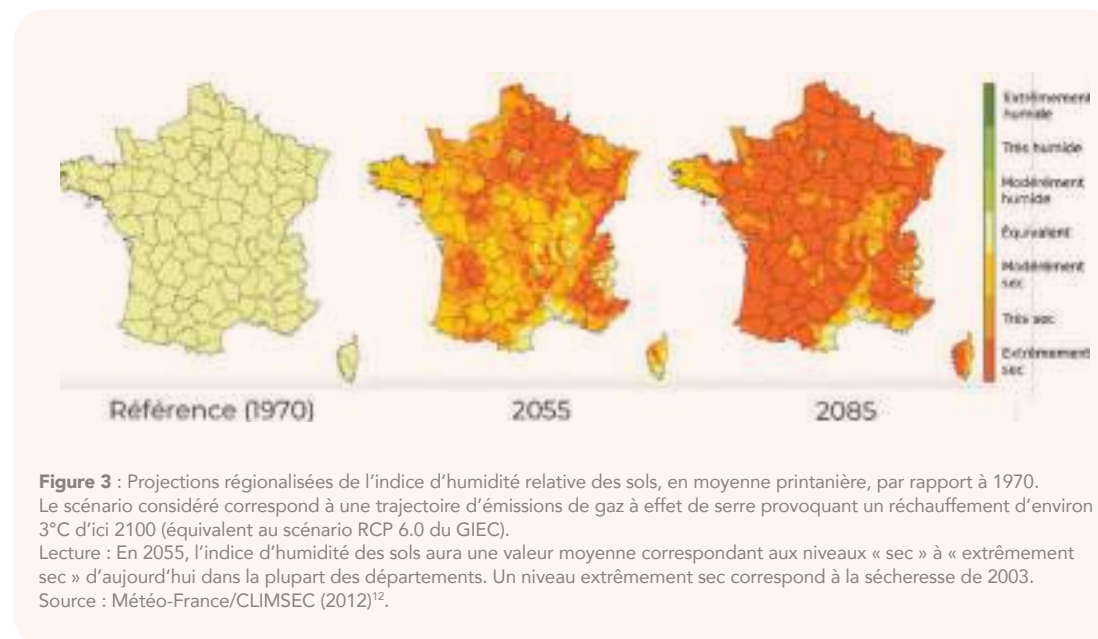 Extrêmement
humide
Très humide
Modérément
humide
Équivalent
Modérément
sec
Très sec
Extrêmement
sec
Référence (1970)
2055
2085
Figure 3 : Projections régionalisées de l’indice d’humidité relative des sols, en moyenne printanière, par rapport à 1970.
Le scénario considéré correspond à une trajectoire d’émissions de gaz à effet de serre provoquant un réchauffement d’environ
3°C d’ici 2100 (équivalent au scénario RCP 6.0 du GIEC).
Lecture : En 2055, l’indice d’humidité des sols aura une valeur moyenne correspondant aux niveaux « sec » à « extrêmement
sec » d’aujourd’hui dans la plupart des départements. Un niveau extrêmement sec correspond à la sécheresse de 2003.
Source : Météo-France/CLIMSEC (2012)¹².